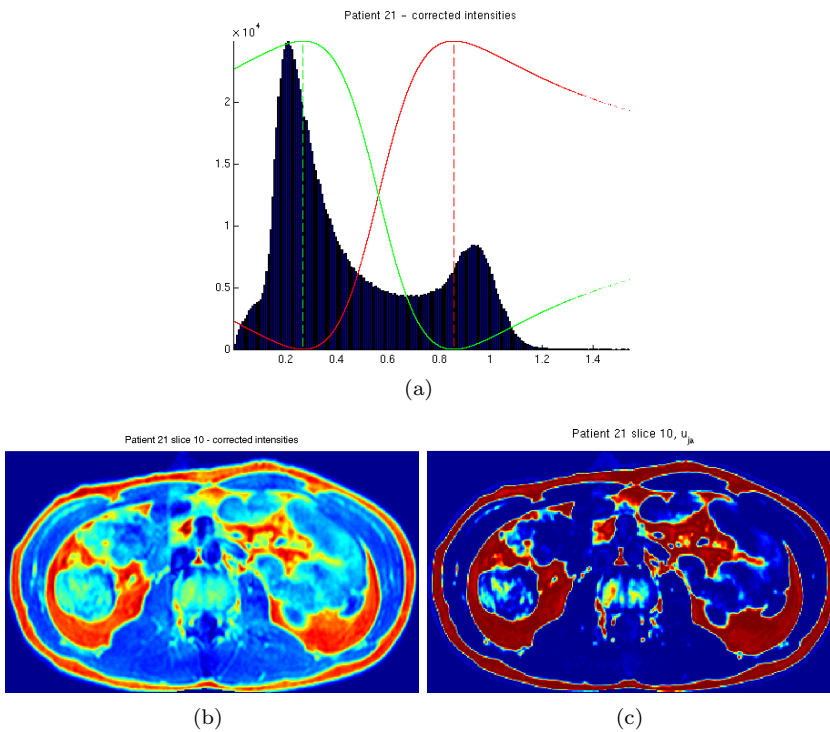 Patient 21 – corrected intensities
×10⁴
2
1.5
1
0.5
0
0.2 0.4 0.6 0.8 1 1.2 1.4
(a)
Patient 21 slice 10 - corrected intensities
Patient 21 slice 10, u
(b)
(c)